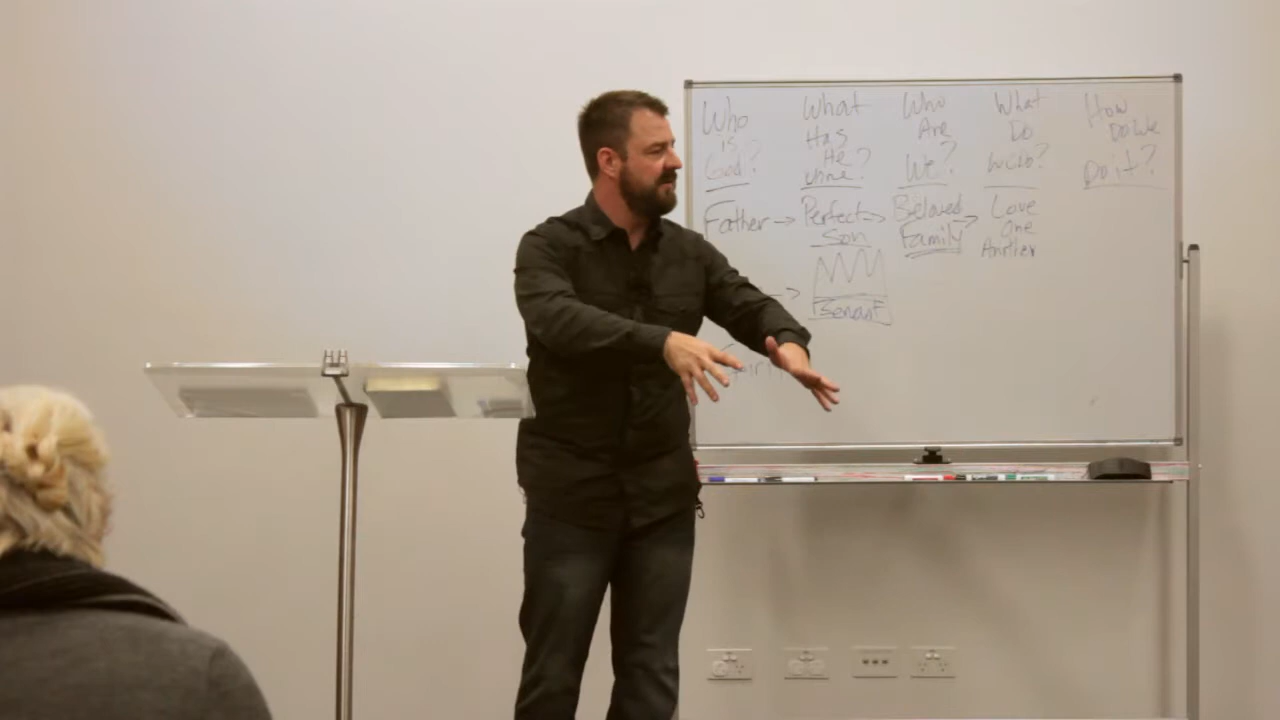 Who
is
God?
What
Has
He
Done?
Who
Are
We?
What
Do
We Do?
How
Do We
Do it?
Father → Perfect → Beloved → Love
Son
Family
One
Another
→
Servant